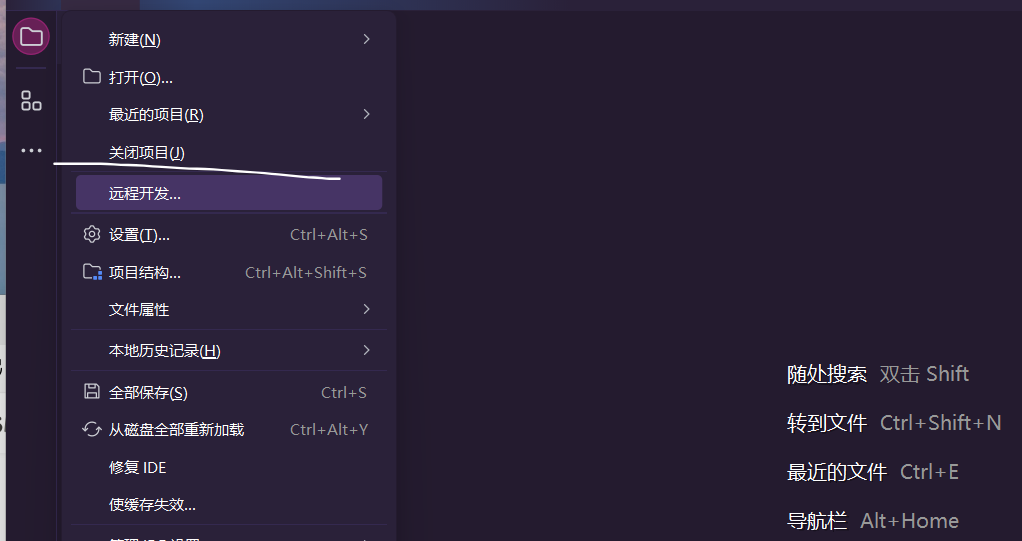 新建(N)
打开(O)...
最近的项目(R)
关闭项目(J)
远程开发...
设置(T)... Ctrl+Alt+S
项目结构... Ctrl+Alt+Shift+S
文件属性
本地历史记录(H)
全部保存(S) Ctrl+S
从磁盘全部重新加载 Ctrl+Alt+Y
修复 IDE
使缓存失效...
随处搜索 双击 Shift
转到文件 Ctrl+Shift+N
最近的文件 Ctrl+E
导航栏 Alt+Home